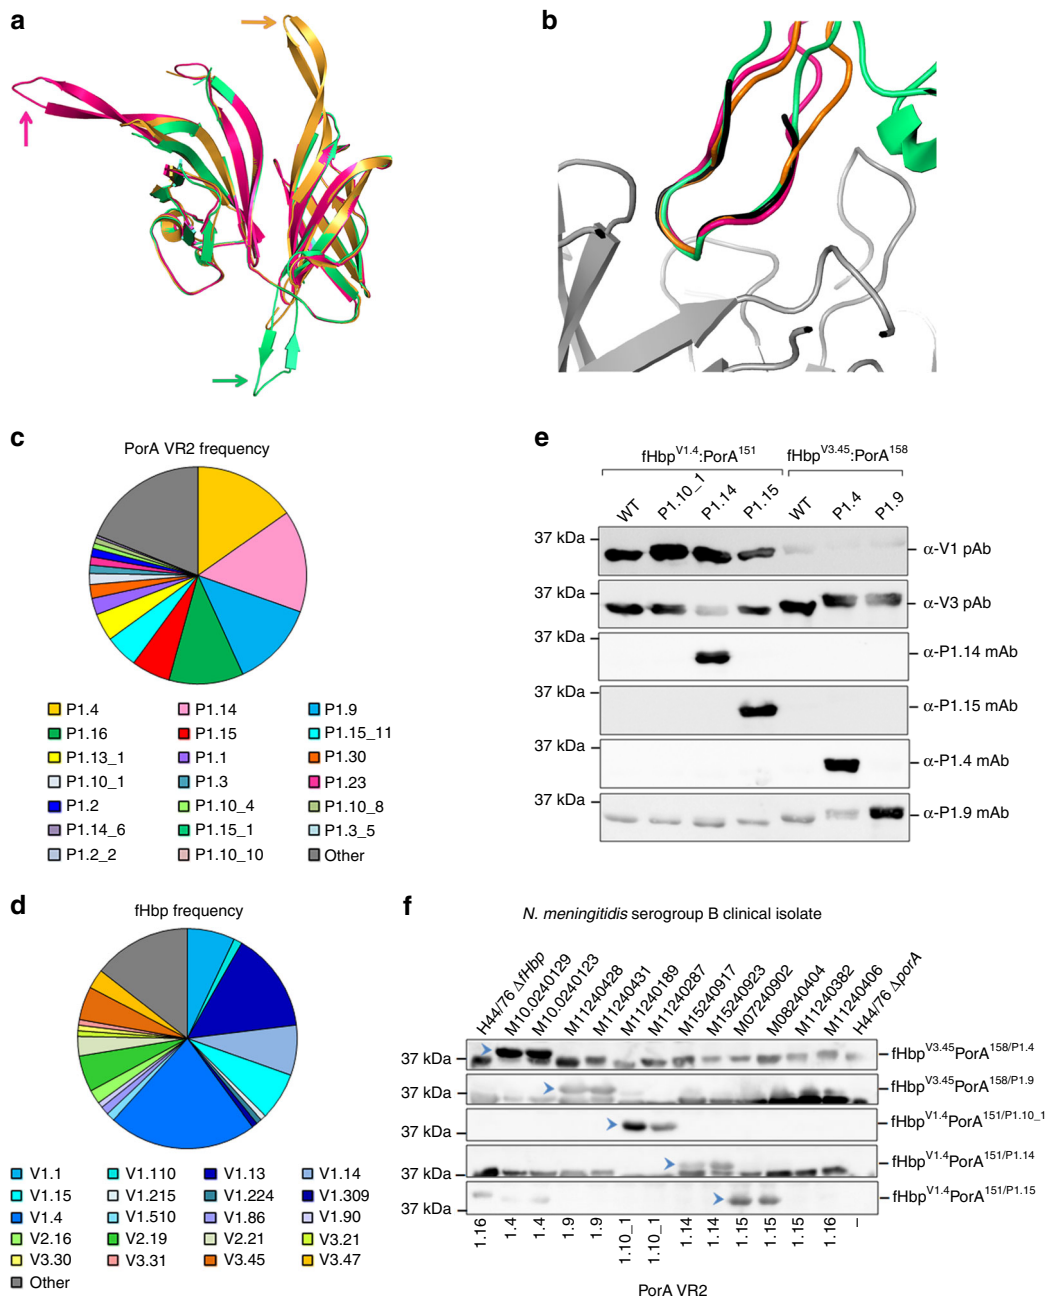 a
b
c
PorA VR2 frequency
P1.4
P1.14
P1.9
P1.16
P1.15
P1.15_11
P1.13_1
P1.1
P1.30
P1.10_1
P1.3
P1.23
P1.2
P1.10_4
P1.10_8
P1.14_6
P1.15_1
P1.3_5
P1.2_2
P1.10_10
Other
d
fHbp frequency
V1.1
V1.110
V1.13
V1.14
V1.15
V1.215
V1.224
V1.309
V1.4
V1.510
V1.86
V1.90
V2.16
V2.19
V2.21
V3.21
V3.30
V3.31
V3.45
V3.47
Other
e
fHbpV1.4:PorA151
fHbpV3.45:PorA158
WT
P1.10_1
P1.14
P1.15
WT
P1.4
P1.9
37 kDa
α-V1 pAb
37 kDa
α-V3 pAb
37 kDa
α-P1.14 mAb
37 kDa
α-P1.15 mAb
37 kDa
α-P1.4 mAb
37 kDa
α-P1.9 mAb
f
N. meningitidis serogroup B clinical isolate
H44/76 ΔfHbp
M10.0240129
M10.0240123
M11240428
M11240431
M11240189
M11240287
M15240917
M15240923
M07240902
M08240404
M11240382
M11240406
H44/76 ΔporA
37 kDa
fHbpV3.45PorA158/P1.4
37 kDa
fHbpV3.45PorA158/P1.9
37 kDa
fHbpV1.4PorA151/P1.10_1
37 kDa
fHbpV1.4PorA151/P1.14
37 kDa
fHbpV1.4PorA151/P1.15
1.16
1.4
1.4
1.9
1.9
1.10_1
1.10_1
1.14
1.14
1.15
1.15
1.15
1.16
–
PorA VR2